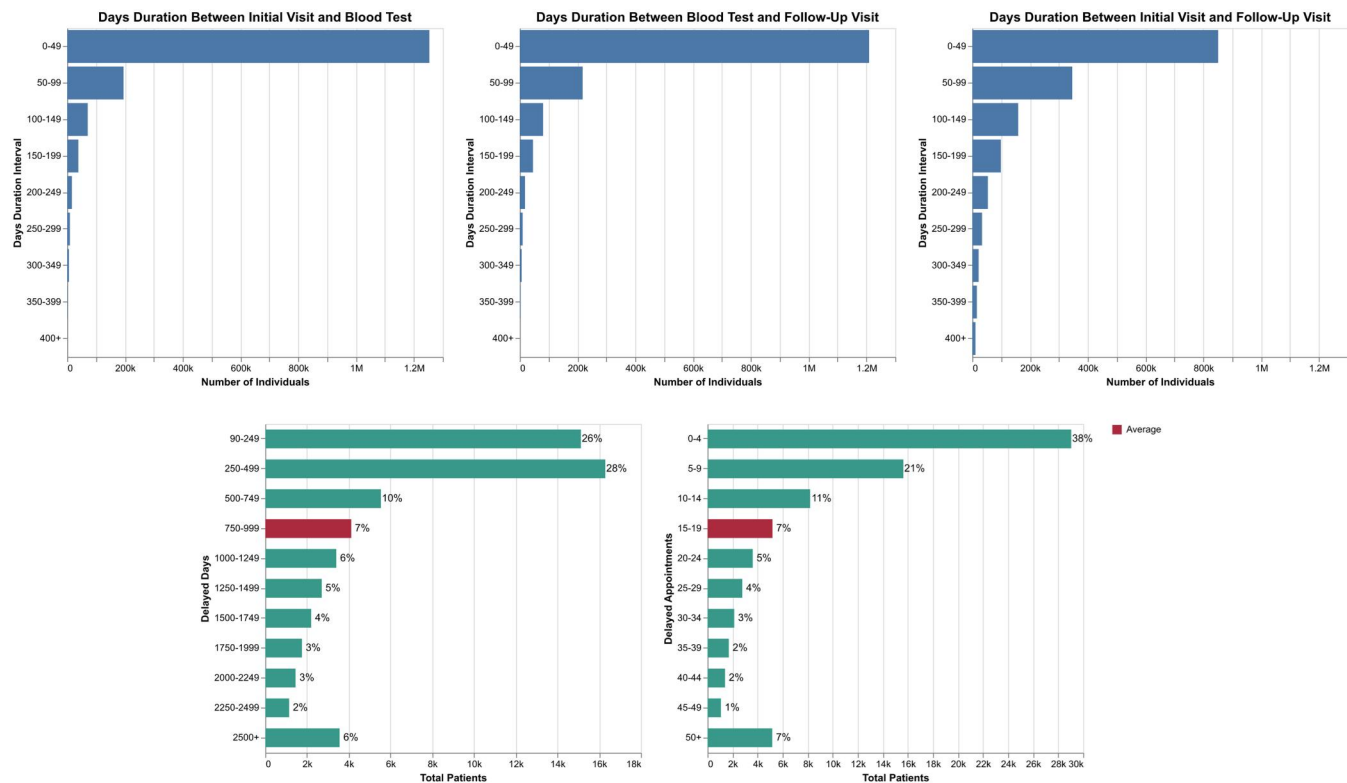 Days Duration Between Initial Visit and Blood Test
Days Duration Interval
0-49
50-99
100-149
150-199
200-249
250-299
300-349
350-399
400+
0
200k
400k
600k
800k
1M
1.2M
Number of Individuals
Days Duration Between Blood Test and Follow-Up Visit
Days Duration Interval
0-49
50-99
100-149
150-199
200-249
250-299
300-349
350-399
400+
0
200k
400k
600k
800k
1M
1.2M
Number of Individuals
Days Duration Between Initial Visit and Follow-Up Visit
Days Duration Interval
0-49
50-99
100-149
150-199
200-249
250-299
300-349
350-399
400+
0
200k
400k
600k
800k
1M
1.2M
Number of Individuals
Delayed Days
90-249 26%
250-499 28%
500-749 10%
750-999 7%
1000-1249 6%
1250-1499 5%
1500-1749 4%
1750-1999 3%
2000-2249 3%
2250-2499 2%
2500+ 6%
0 2k 4k 6k 8k 10k 12k 14k 16k 18k
Total Patients
Delayed Appointments
0-4 38%
5-9 21%
10-14 11%
15-19 7%
20-24 5%
25-29 4%
30-34 3%
35-39 2%
40-44 2%
45-49 1%
50+ 7%
0 2k 4k 6k 8k 10k 12k 14k 16k 18k 20k 22k 24k 26k 28k 30k
Total Patients
Average